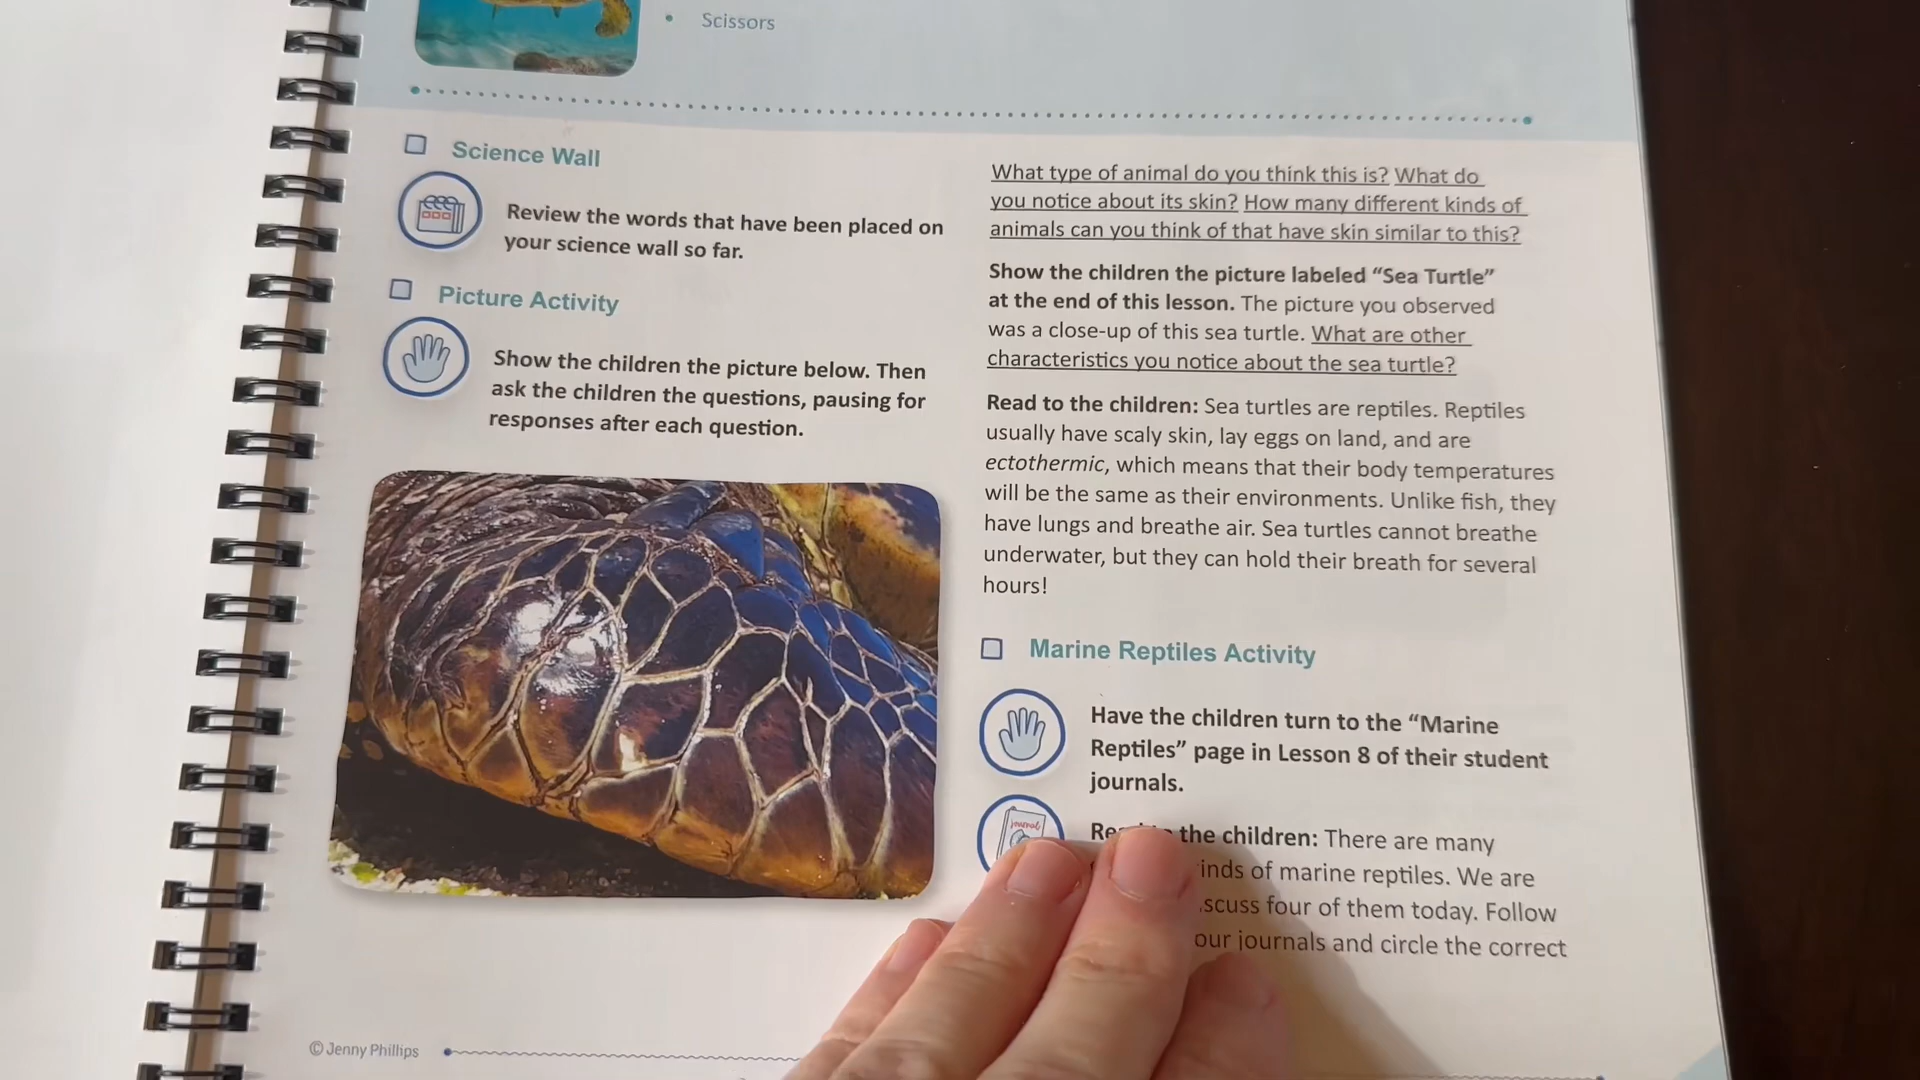 Scissors
Science Wall
Review the words that have been placed on
your science wall so far.
Picture Activity
Show the children the picture below. Then
ask the children the questions, pausing for
responses after each question.
What type of animal do you think this is? What do
you notice about its skin? How many different kinds of
animals can you think of that have skin similar to this?
Show the children the picture labeled “Sea Turtle”
at the end of this lesson. The picture you observed
was a close-up of this sea turtle. What are other
characteristics you notice about the sea turtle?
Read to the children: Sea turtles are reptiles. Reptiles
usually have scaly skin, lay eggs on land, and are
ectothermic, which means that their body temperatures
will be the same as their environments. Unlike fish, they
have lungs and breathe air. Sea turtles cannot breathe
underwater, but they can hold their breath for several
hours!
Marine Reptiles Activity
Have the children turn to the “Marine
Reptiles” page in Lesson 8 of their student
journals.
journal
the children: There are many
of marine reptiles. We are
four of them today. Follow
journals and circle the correct
© Jenny Phillips